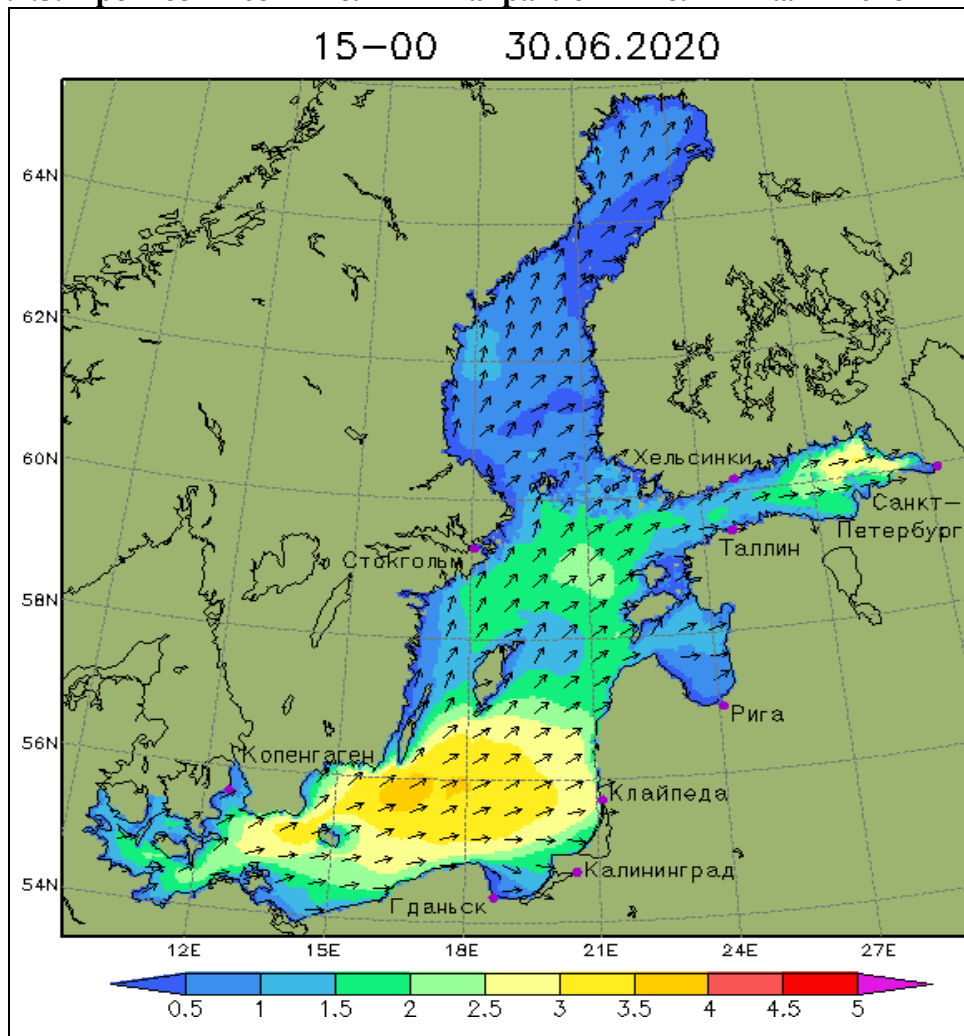 15-00 30.06.2020
64N
62N
60N
58N
56N
54N
Хельсинки
Санкт-
Петербург
Таллин
Стокгольм
Рига
Копенгаген
Клайпеда
Калининград
Гданьск
12E 15E 18E 21E 24E 27E
0.5 1 1.5 2 2.5 3 3.5 4 4.5 5